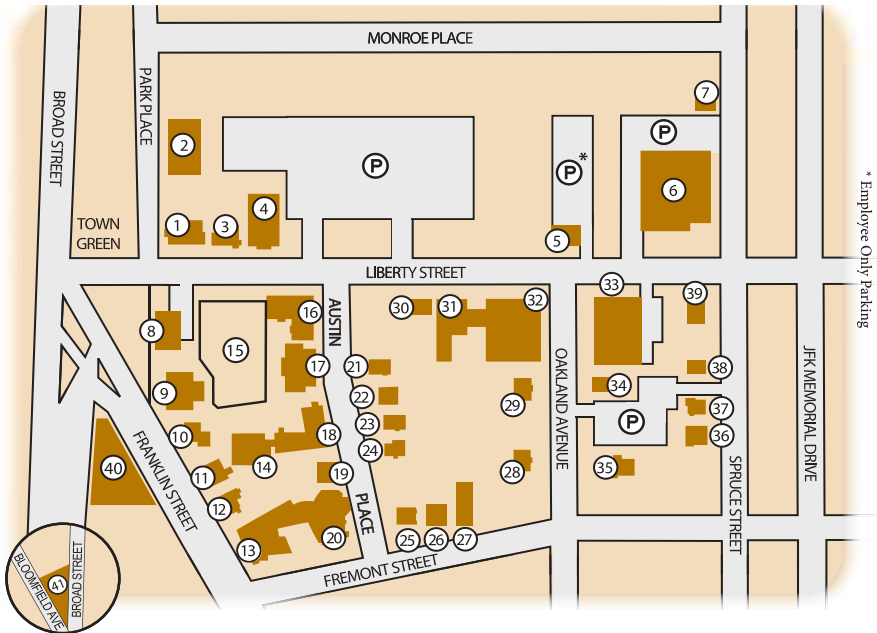 MONROE PLACE
PARK PLACE
BROAD STREET
7
2
P
P
P
*
6
* Employee Only Parking
4
1
3
5
TOWN
GREEN
LIBERTY STREET
33
39
30
31
32
16
AUSTIN
8
15
17
21
38
34
9
22
29
37
OAKLAND AVENUE
JFK MEMORIAL DRIVE
23
P
10
18
36
24
FRANKLIN STREET
40
14
19
28
35
11
SPRUCE STREET
12
PLACE
20
25
26
27
13
FREMONT STREET
41
BLOOMFIELD AVE
BROAD STREET